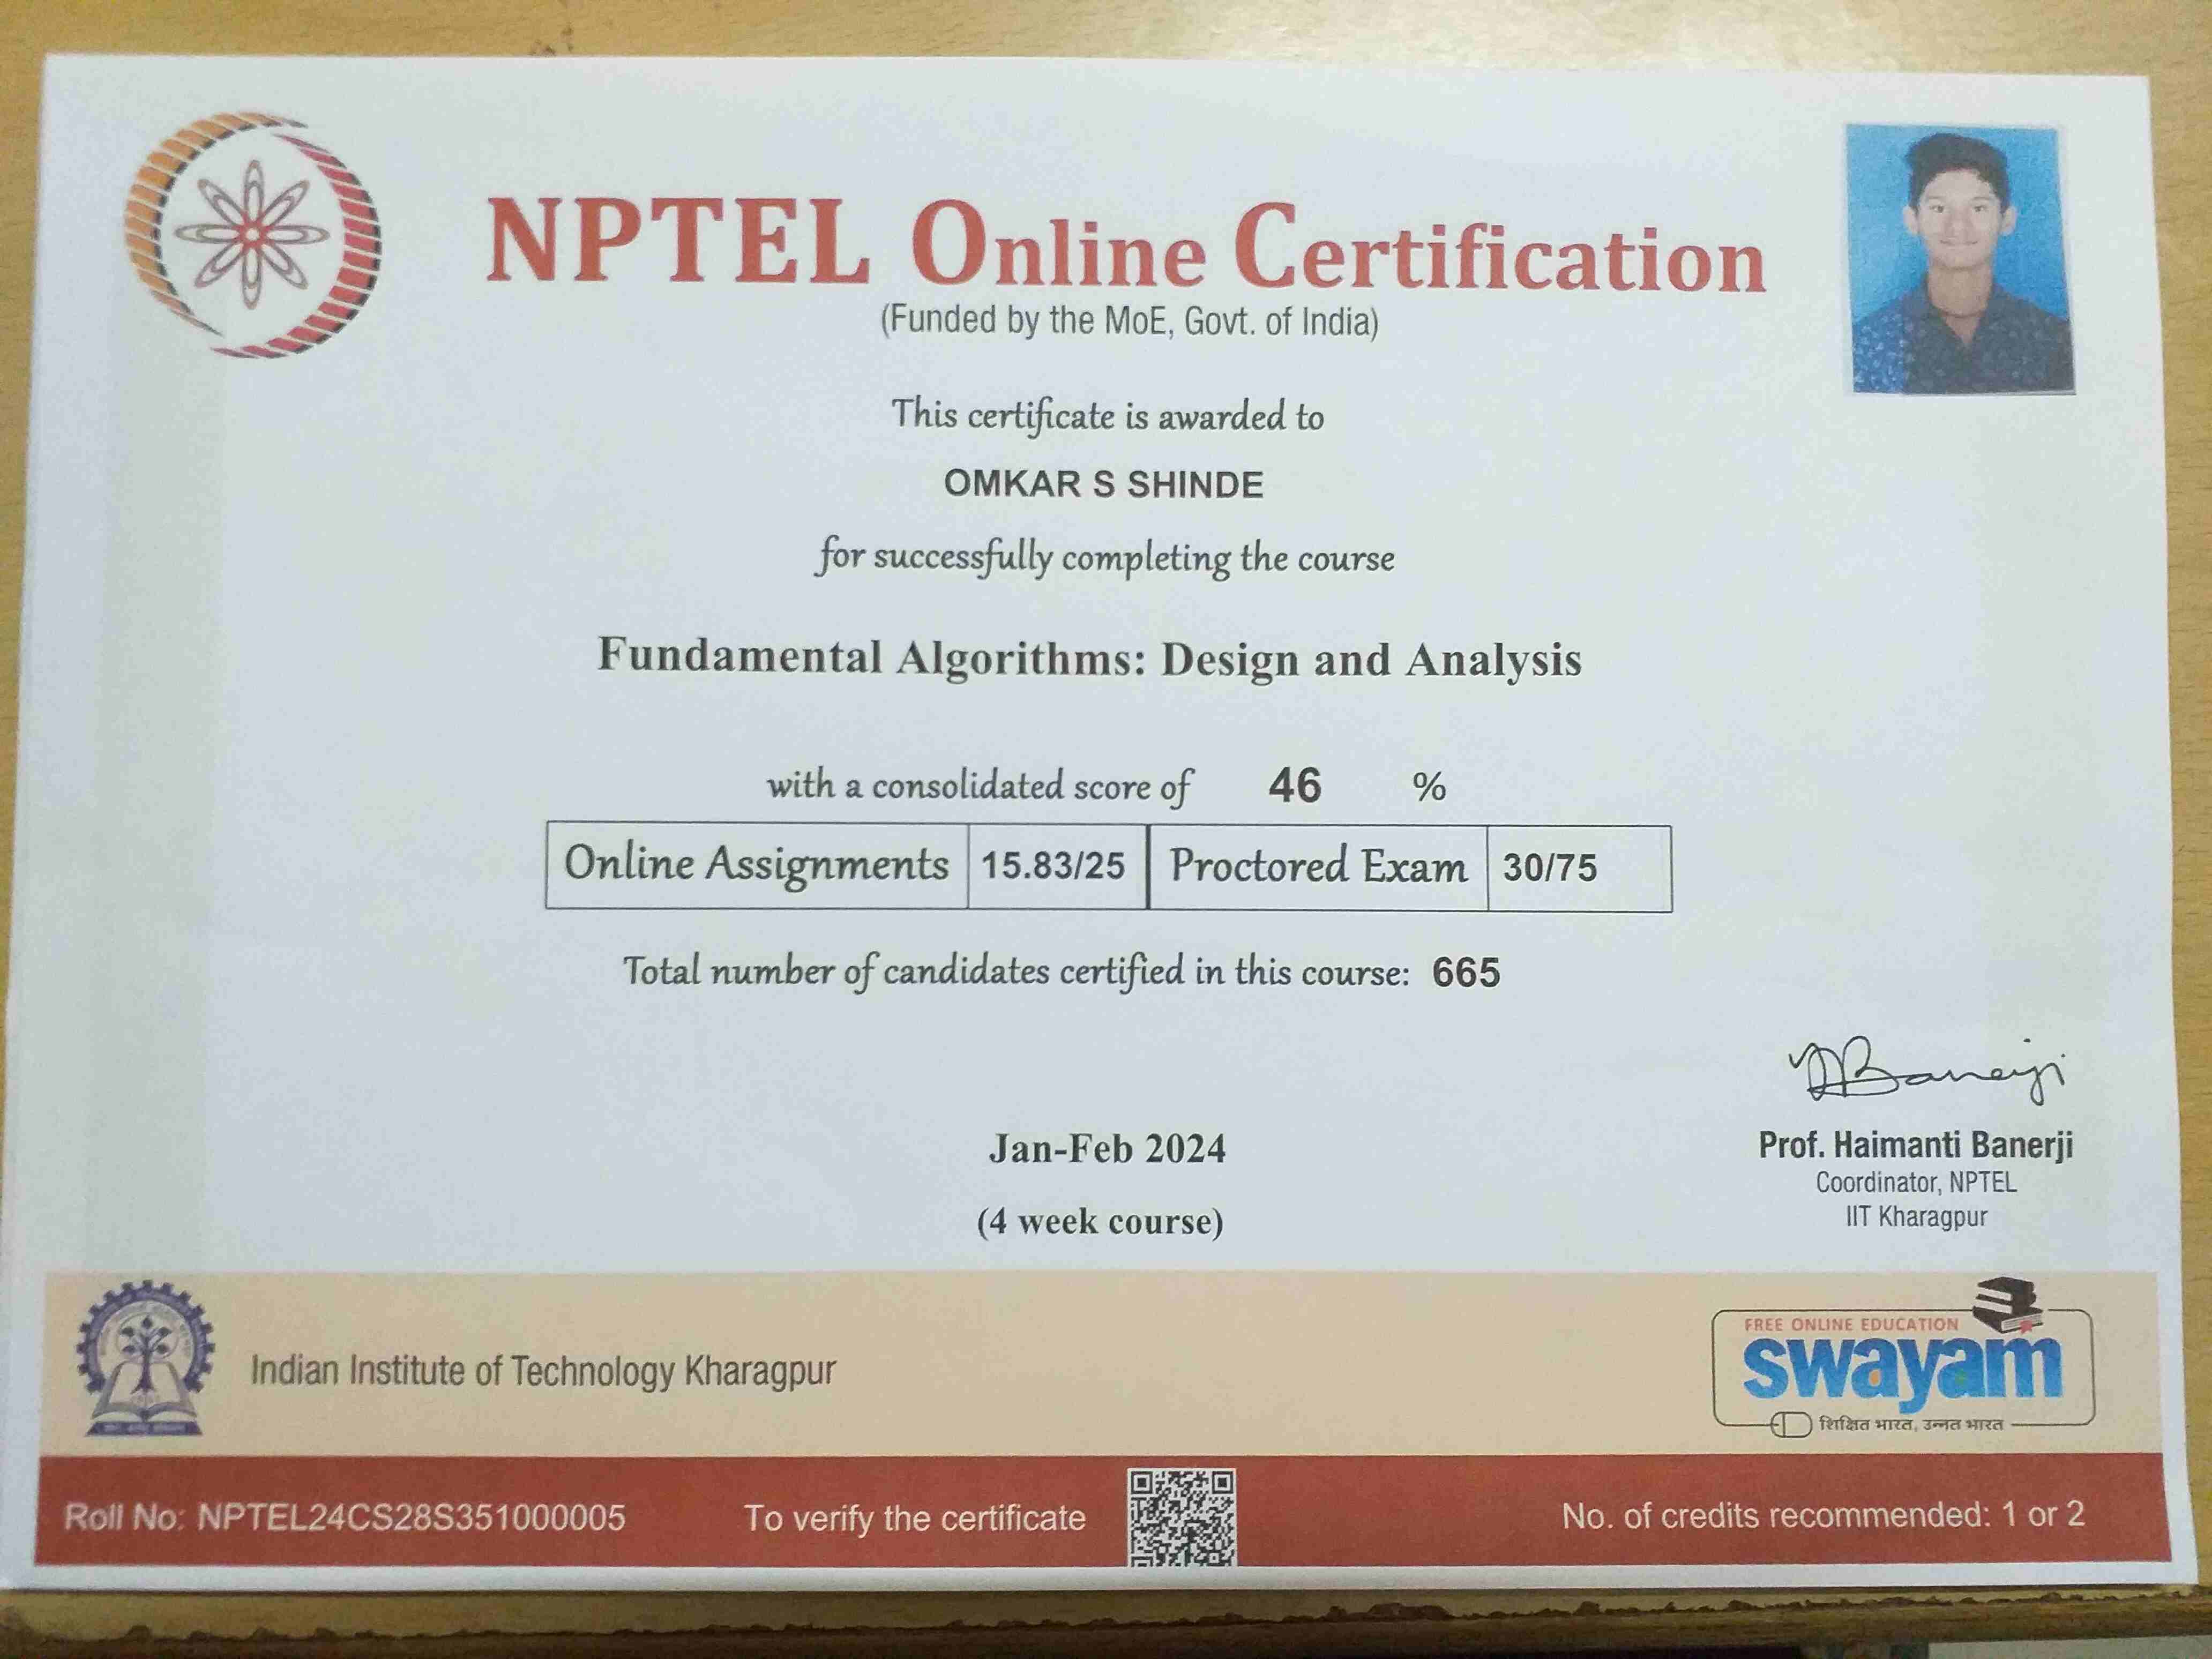 NPTEL Online Certification
(Funded by the MoE, Govt. of India)
This certificate is awarded to
OMKAR S SHINDE
for successfully completing the course
Fundamental Algorithms: Design and Analysis
with a consolidated score of 46 %
Online Assignments 15.83/25 Proctored Exam 30/75
Total number of candidates certified in this course: 665
Banerji
Jan-Feb 2024
(4 week course)
Prof. Haimanti Banerji
Coordinator, NPTEL
IIT Kharagpur
Indian Institute of Technology Kharagpur
FREE ONLINE EDUCATION
swayam
शिक्षित भारत, उन्नत भारत
Roll No: NPTEL24CS28S351000005 To verify the certificate No. of credits recommended: 1 or 2